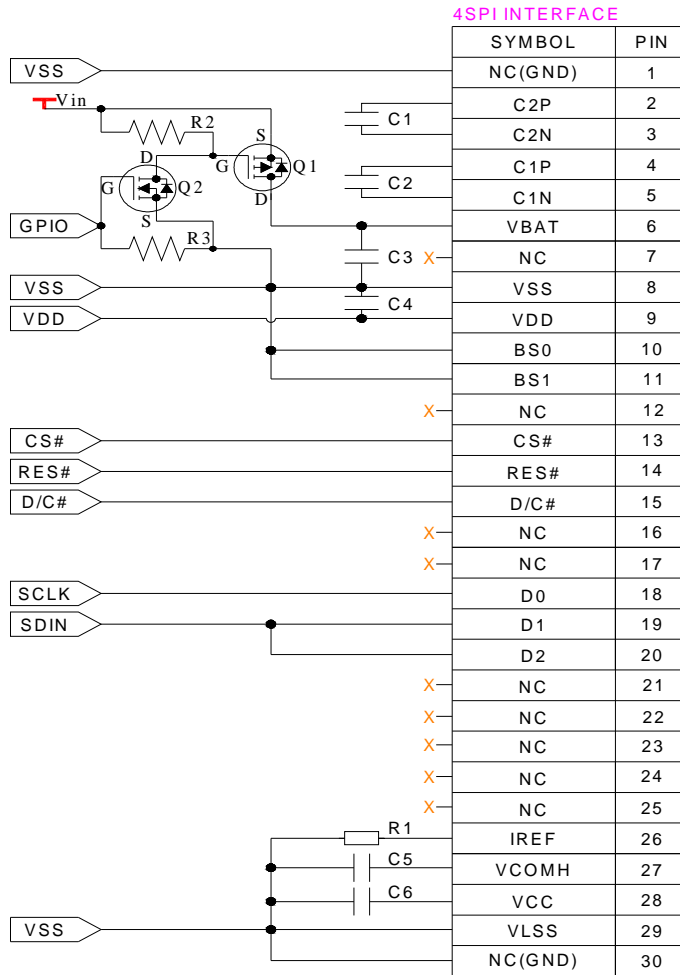 4SPI INTERFACE
SYMBOL PIN
VSS NC(GND) 1
Vin C2P 2
R2 C1
S C2N 3
D G Q1 C1P 4
G Q2 C2
D C1N 5
GPIO S VBAT 6
R3 C3 X NC 7
VSS VSS 8
C4
VDD VDD 9
BS0 10
BS1 11
X NC 12
CS# CS# 13
RES# RES# 14
D/C# D/C# 15
X NC 16
X NC 17
SCLK D0 18
SDIN D1 19
D2 20
X NC 21
X NC 22
X NC 23
X NC 24
X NC 25
R1 IREF 26
C5 VCOMH 27
C6 VCC 28
VSS VLSS 29
NC(GND) 30